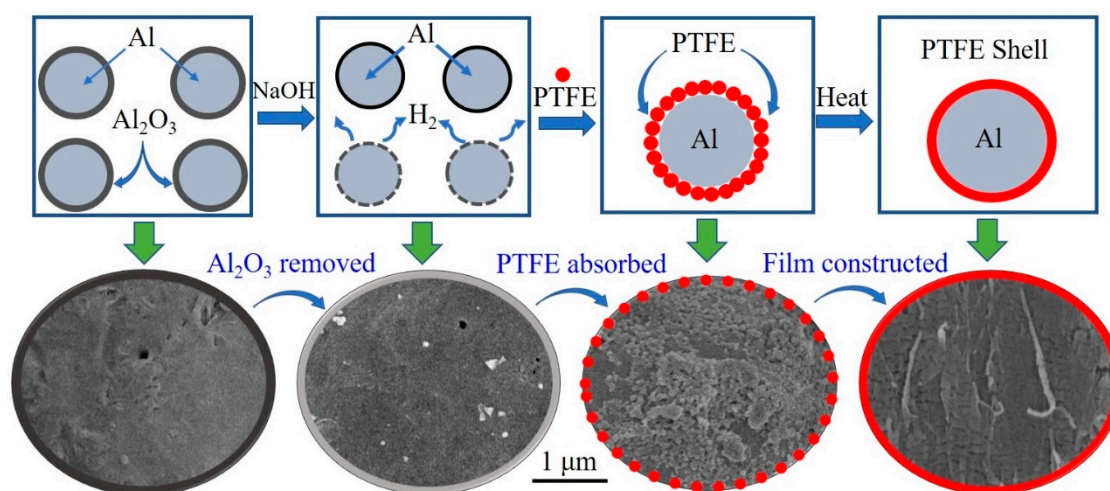 Al
Al₂O₃
NaOH
Al
H₂
PTFE
PTFE
Al
Heat
PTFE Shell
Al
Al₂O₃ removed
PTFE absorbed
Film constructed
1 μm